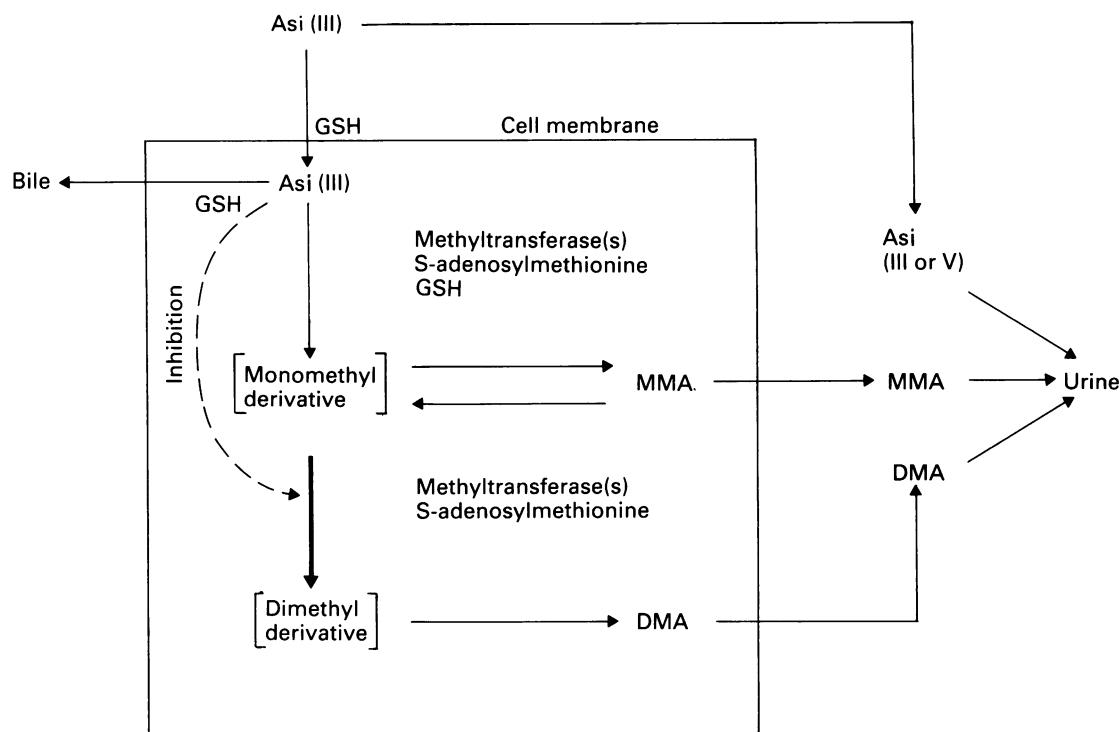 Asi (III)
GSH
Cell membrane
Bile
Asi (III)
GSH
Inhibition
Methyltransferase(s)
S-adenosylmethionine
GSH
Asi
(III or V)
[Monomethyl
derivative]
MMA.
MMA
Urine
DMA
Methyltransferase(s)
S-adenosylmethionine
[Dimethyl
derivative]
DMA